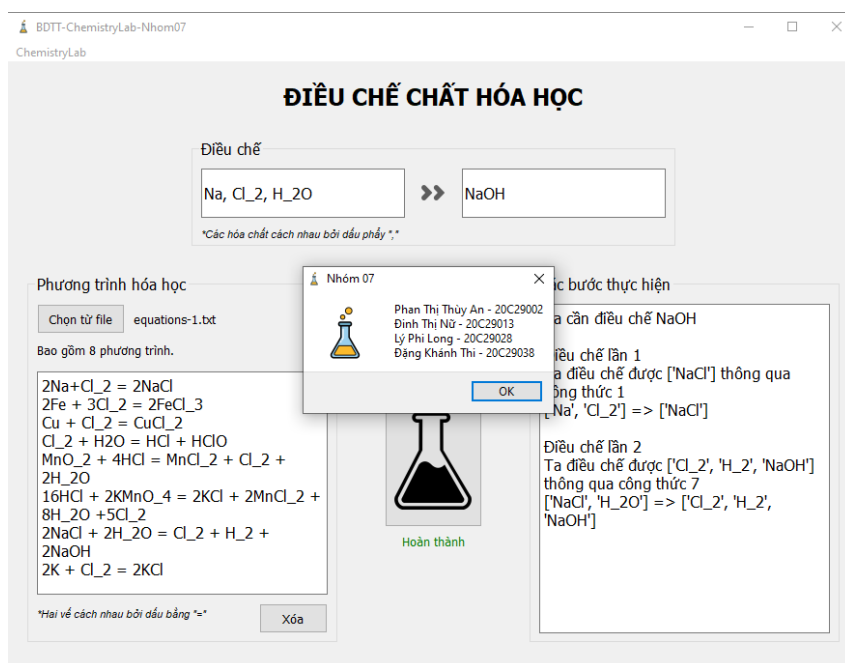 BDTT-ChemistryLab-Nhom07
ChemistryLab
ĐIỀU CHẾ CHẤT HÓA HỌC
Điều chế
Na, Cl_2, H_2O
NaOH
*Các hóa chất cách nhau bởi dấu phẩy ","
Phương trình hóa học
Chọn từ file
equations-1.txt
Bao gồm 8 phương trình.
2Na+Cl_2 = 2NaCl
2Fe + 3Cl_2 = 2FeCl_3
Cu + Cl_2 = CuCl_2
Cl_2 + H2O = HCl + HClO
MnO_2 + 4HCl = MnCl_2 + Cl_2 +
2H_2O
16HCl + 2KMnO_4 = 2KCl + 2MnCl_2 +
8H_2O +5Cl_2
2NaCl + 2H_2O = Cl_2 + H_2 +
2NaOH
2K + Cl_2 = 2KCl
*Hai vế cách nhau bởi dấu bằng "="
Xóa
Nhóm 07
Phan Thị Thùy An - 20C29002
Đinh Thị Nữ - 20C29013
Lý Phi Long - 20C29028
Đặng Khánh Thi - 20C29038
OK
Hoàn thành
bước thực hiện
cần điều chế NaOH
iều chế lần 1
điều chế được ['NaCl'] thông qua
thức 1
Na', 'Cl_2'] => ['NaCl']
Điều chế lần 2
Ta điều chế được ['Cl_2', 'H_2', 'NaOH']
thông qua công thức 7
['NaCl', 'H_2O'] => ['Cl_2', 'H_2',
'NaOH']